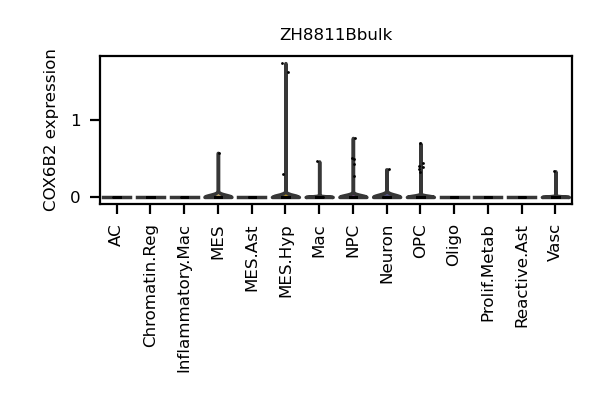 ZH8811Bbulk
COX6B2 expression
1
0
AC
Chromatin.Reg
Inflammatory.Mac
MES
MES.Ast
MES.Hyp
Mac
NPC
Neuron
OPC
Oligo
Prolif.Metab
Reactive.Ast
Vasc